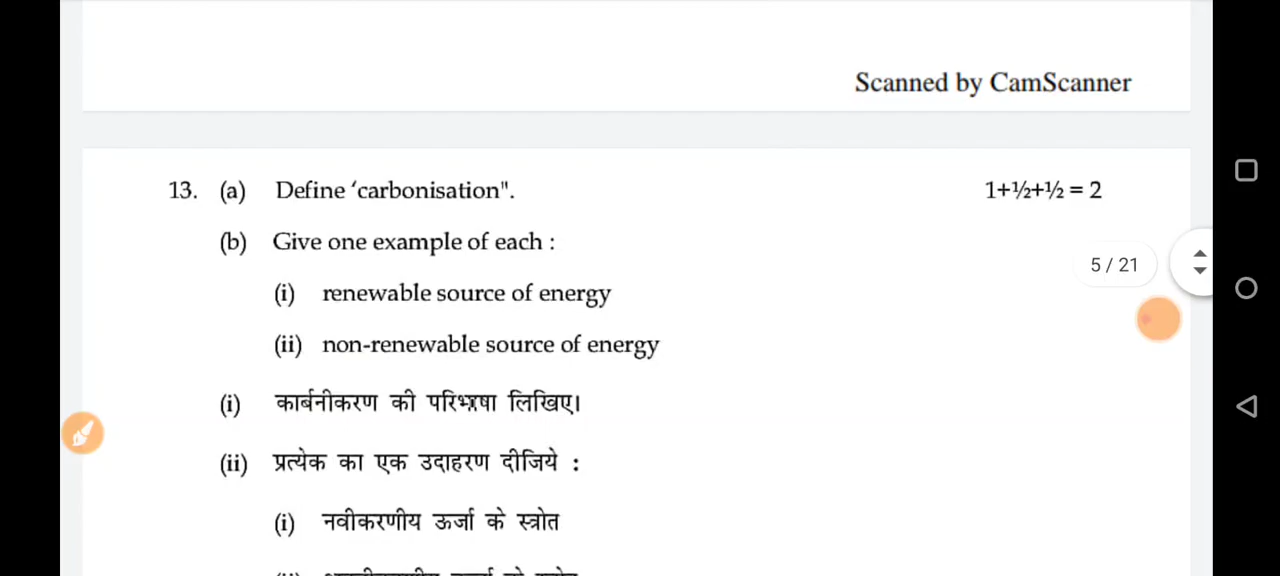 Scanned by CamScanner
13. (a) Define ‘carbonisation". 1+½+½ = 2
(b) Give one example of each :
5 / 21
(i) renewable source of energy
(ii) non-renewable source of energy
(i) कार्बनीकरण की परिभाषा लिखिए।
(ii) प्रत्येक का एक उदाहरण दीजिये :
(i) नवीकरणीय ऊर्जा के स्त्रोत